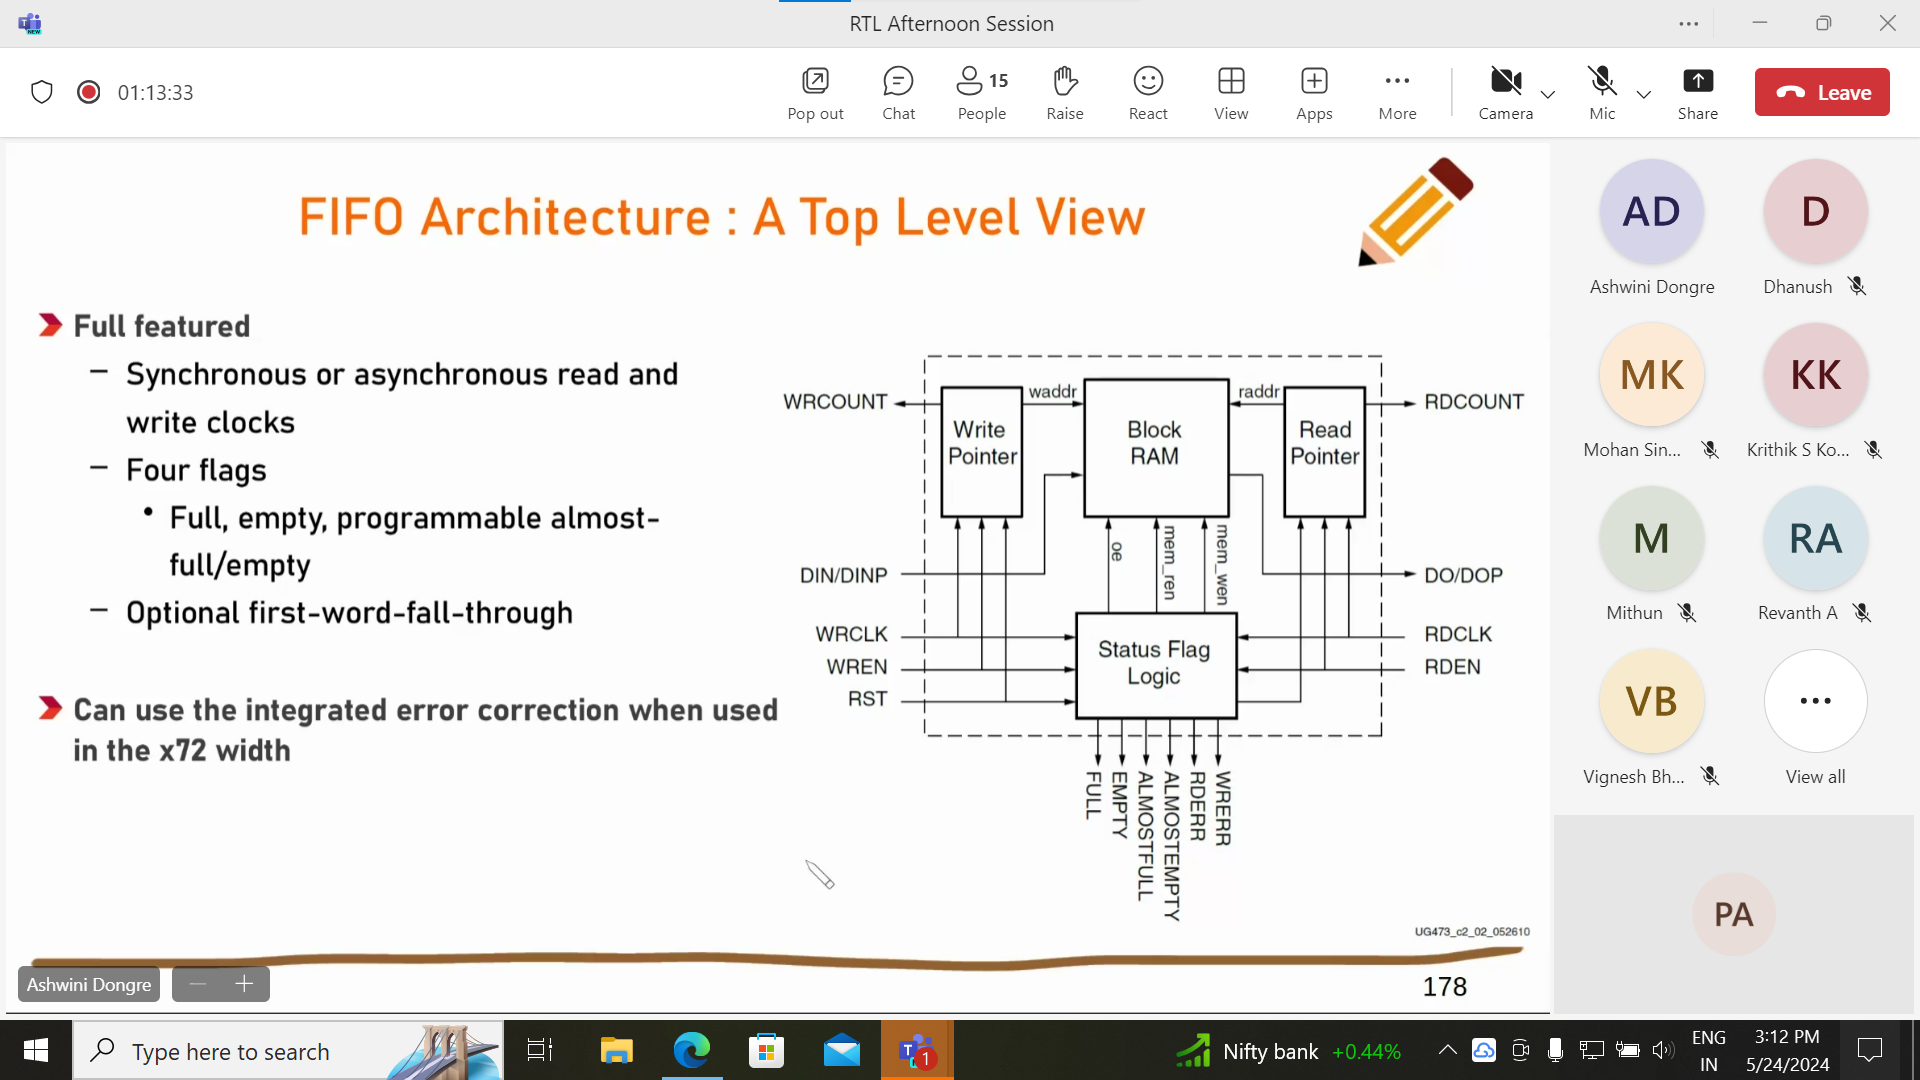 RTL Afternoon Session
01:13:33
Pop out
Chat
15
People
Raise
React
View
Apps
More
Camera
Mic
Share
Leave
FIFO Architecture : A Top Level View
Full featured
– Synchronous or asynchronous read and
write clocks
– Four flags
• Full, empty, programmable almost-
full/empty
– Optional first-word-fall-through
Can use the integrated error correction when used
in the x72 width
WRCOUNT
waddr
raddr
RDCOUNT
Write
Pointer
Block
RAM
Read
Pointer
oe
mem_ren
mem_wen
DIN/DINP
DO/DOP
WRCLK
WREN
RST
Status Flag
Logic
RDCLK
RDEN
FULL
EMPTY
ALMOSTFULL
ALMOSTEMPTY
RDERR
WRERR
UG473_c2_02_052610
178
Ashwini Dongre
AD
Ashwini Dongre
D
Dhanush
MK
Mohan Sin...
KK
Krithik S Ko...
M
Mithun
RA
Revanth A
VB
Vignesh Bh...
View all
PA
Type here to search
1
Nifty bank +0.44%
ENG
IN
3:12 PM
5/24/2024
NEW